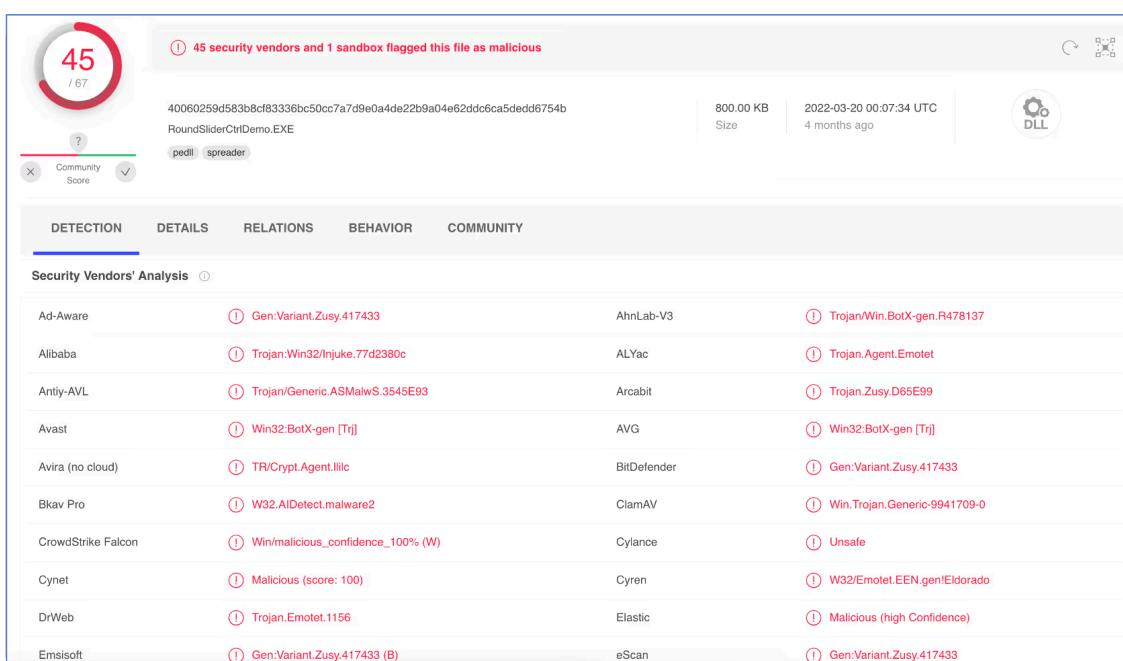 45
/ 67
?
Community
Score
45 security vendors and 1 sandbox flagged this file as malicious
40060259d583b8cf83336bc50cc7a7d9e0a4de22b9a04e62ddc6ca5dedd6754b
RoundSliderCtrlDemo.EXE
pedll spreader
800.00 KB
Size
2022-03-20 00:07:34 UTC
4 months ago
DLL
DETECTION DETAILS RELATIONS BEHAVIOR COMMUNITY
Security Vendors' Analysis
Ad-Aware Gen:Variant.Zusy.417433 AhnLab-V3 Trojan/Win.BotX-gen.R478137
Alibaba Trojan:Win32/Injuke.77d2380c ALYac Trojan.Agent.Emotet
Antiy-AVL Trojan/Generic.ASMalwS.3545E93 Arcabit Trojan.Zusy.D65E99
Avast Win32:BotX-gen [Trj] AVG Win32:BotX-gen [Trj]
Avira (no cloud) TR/Crypt.Agent.llilc BitDefender Gen:Variant.Zusy.417433
Bkav Pro W32.AIDetect.malware2 ClamAV Win.Trojan.Generic-9941709-0
CrowdStrike Falcon Win/malicious_confidence_100% (W) Cylance Unsafe
Cynet Malicious (score: 100) Cyren W32/Emotet.EEN.gen!Eldorado
DrWeb Trojan.Emotet.1156 Elastic Malicious (high Confidence)
Emsisoft Gen:Variant.Zusy.417433 (B) eScan Gen:Variant.Zusy.417433